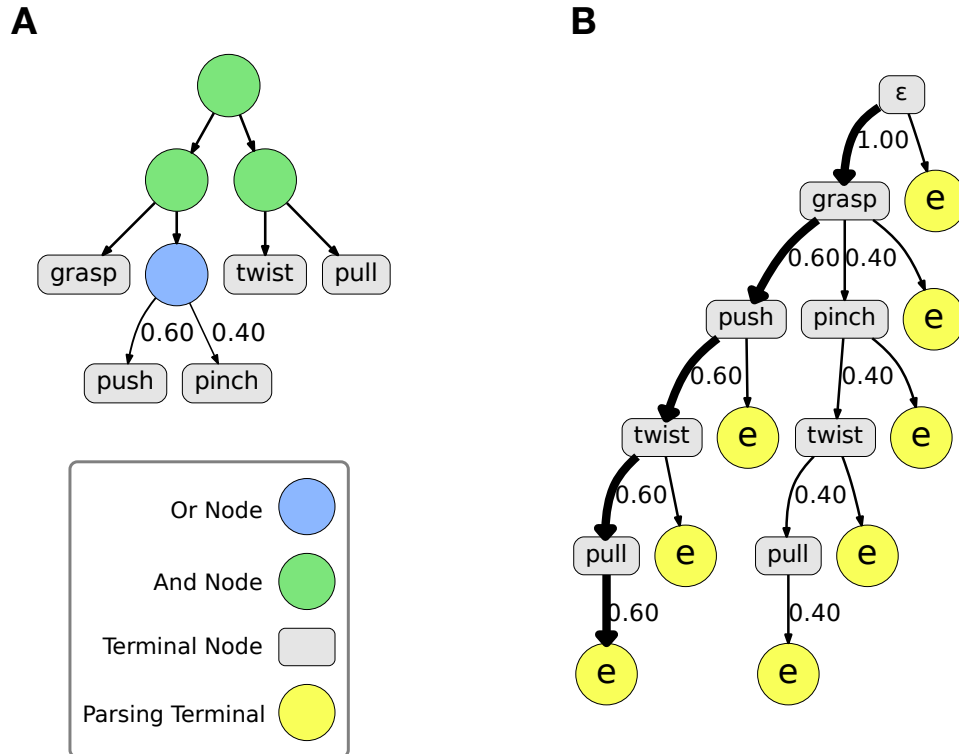 A
grasp
twist
pull
0.60
0.40
push
pinch
Or Node
And Node
Terminal Node
Parsing Terminal
B
ε
1.00
grasp
e
0.60
0.40
push
pinch
e
0.60
0.40
twist
e
twist
e
0.60
0.40
pull
e
pull
e
0.60
0.40
e
e